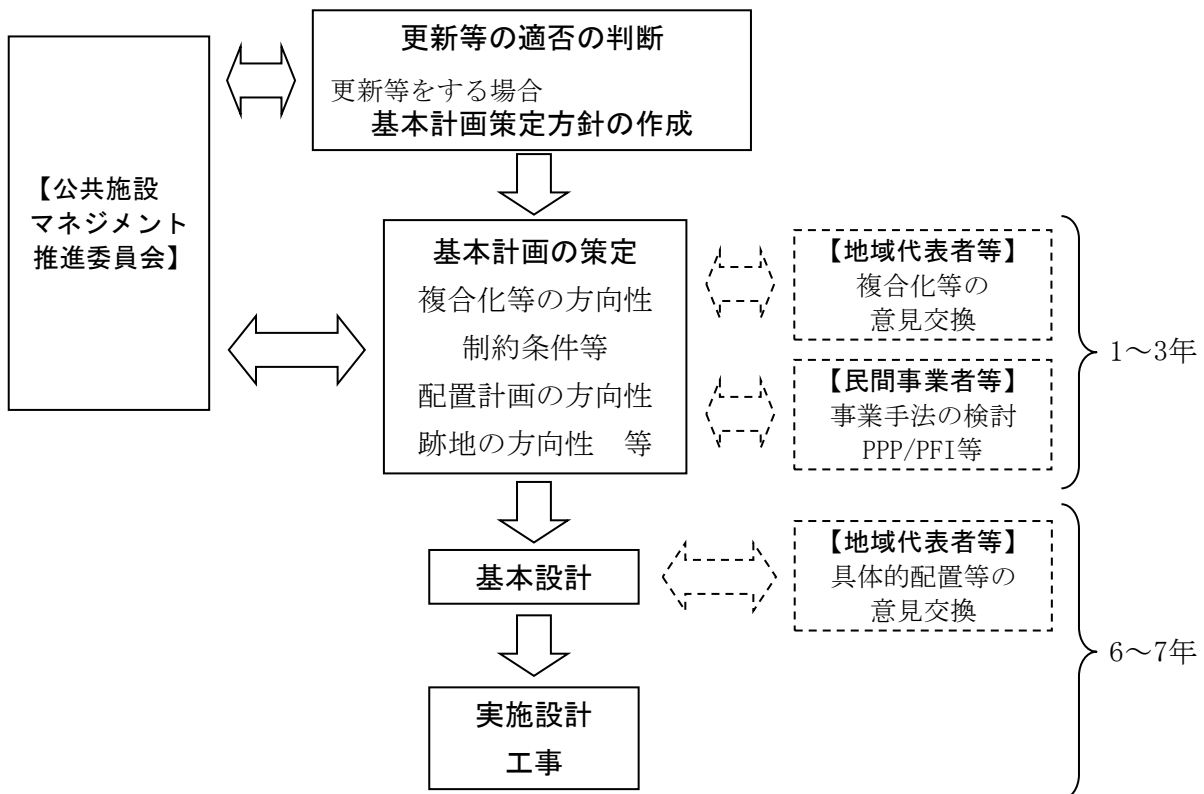 更新等の適否の判断
更新等をする場合
基本計画策定方針の作成
【公共施設
マネジメント
推進委員会】
基本計画の策定
複合化等の方向性
制約条件等
配置計画の方向性
跡地の方向性　等
【地域代表者等】
複合化等の
意見交換
【民間事業者等】
事業手法の検討
PPP/PFI等
1～3年
基本設計
【地域代表者等】
具体的配置等の
意見交換
実施設計
工事
6～7年